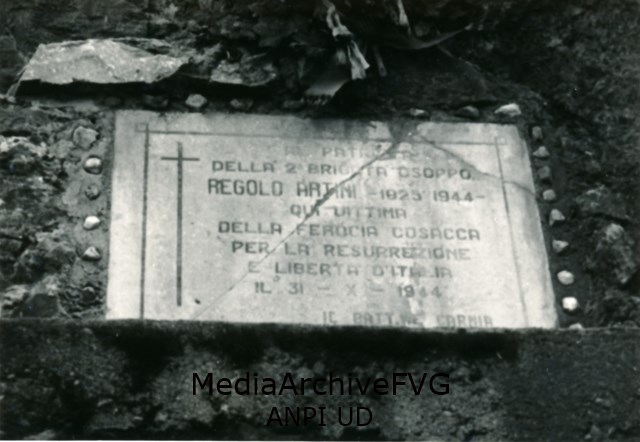 AL PATRIOTA
DELLA 2ª BRIGATA OSOPPO
REGOLO ARTINI -1925 1944-
QUI VITTIMA
DELLA FEROCIA COSACCA
PER LA RESURREZIONE
E LIBERTA D'ITALIA
IL 31 - X - 1944
IL BATT.NE CARNIA
MediaArchiveFVG
ANPI UD